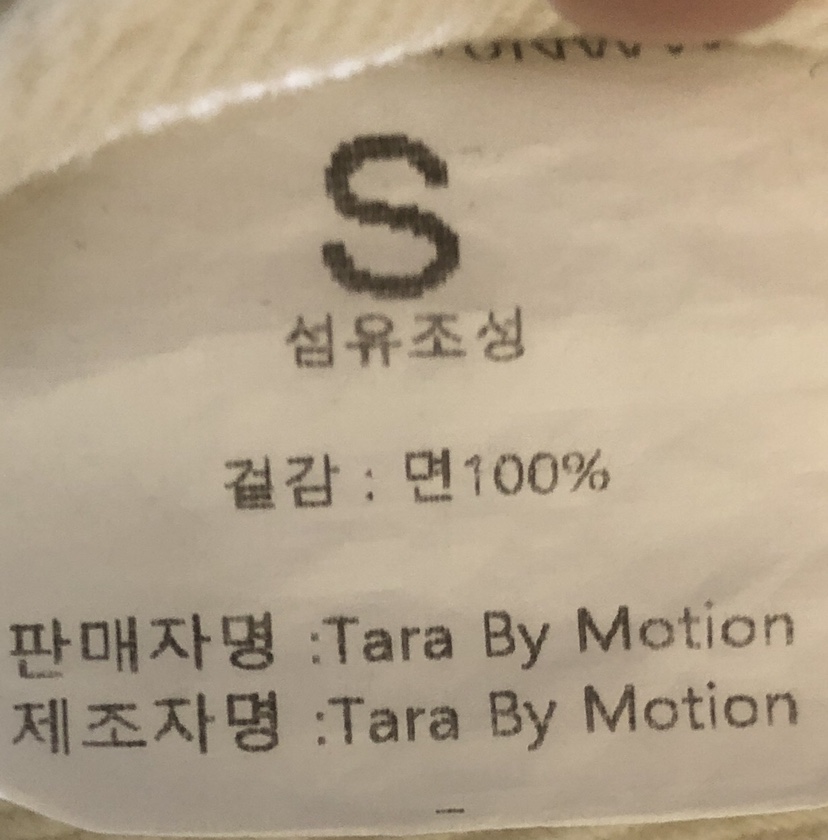 S
섬유조성
겉감 : 면100%
판매자명 :Tara By Motion
제조자명 :Tara By Motion